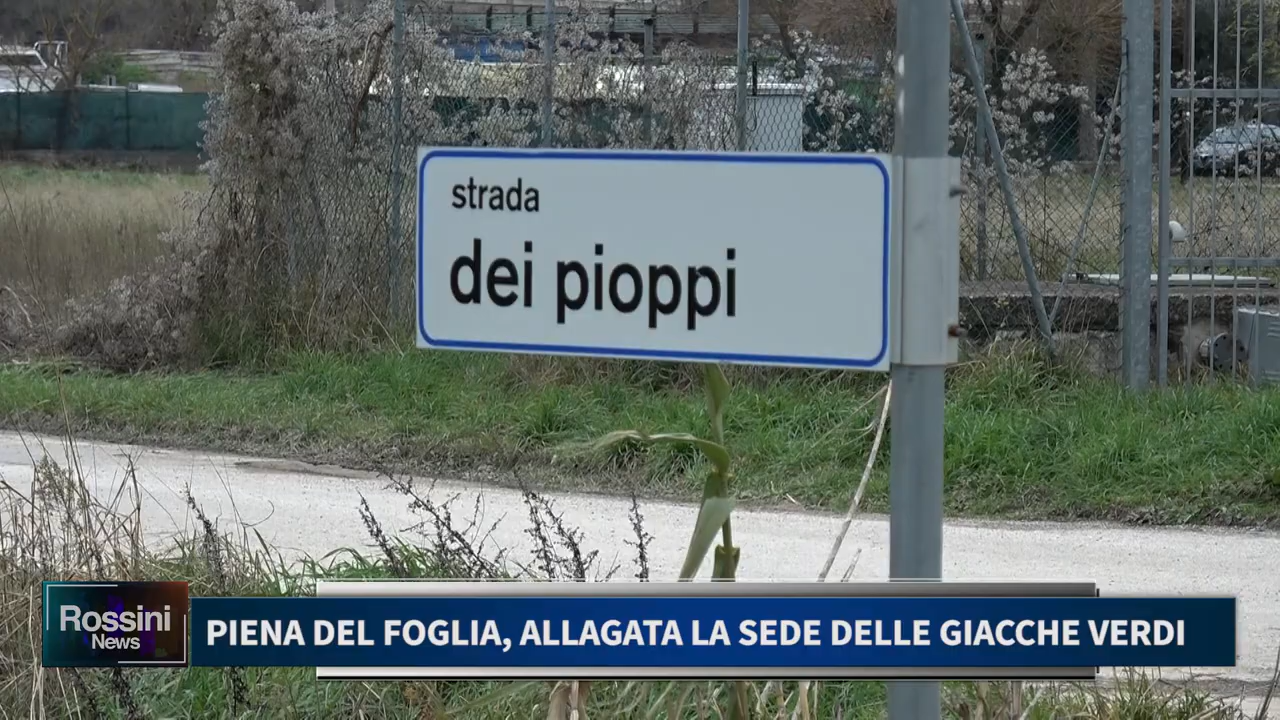 strada
dei pioppi
Rossini
News
PIENA DEL FOGLIA, ALLAGATA LA SEDE DELLE GIACCHE VERDI